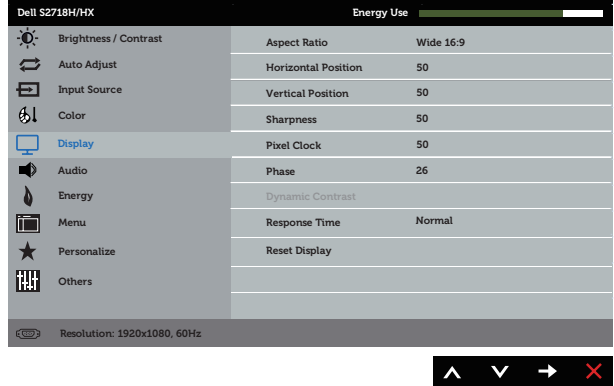 Dell S2718H/HX Energy Use
Brightness / Contrast
Auto Adjust
Input Source
Color
Display
Audio
Energy
Menu
Personalize
Others
Aspect Ratio Wide 16:9
Horizontal Position 50
Vertical Position 50
Sharpness 50
Pixel Clock 50
Phase 26
Dynamic Contrast
Response Time Normal
Reset Display
Resolution: 1920x1080, 60Hz